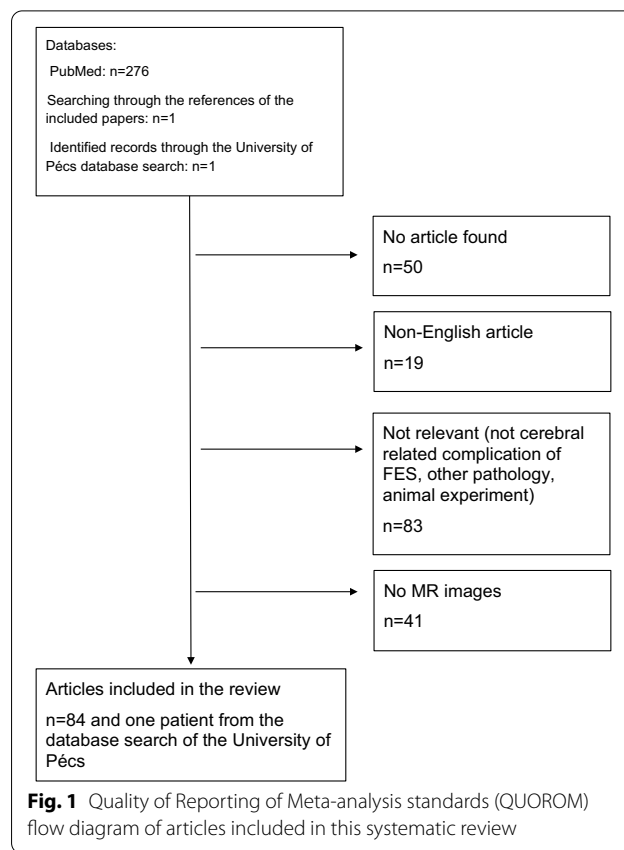 Databases:
PubMed: n=276
Searching through the references of the
included papers: n=1
Identified records through the University of
Pécs database search: n=1
No article found
n=50
Non-English article
n=19
Not relevant (not cerebral
related complication of
FES, other pathology,
animal experiment)
n=83
No MR images
n=41
Articles included in the review
n=84 and one patient from the
database search of the University of
Pécs
Fig. 1 Quality of Reporting of Meta-analysis standards (QUOROM)
flow diagram of articles included in this systematic review